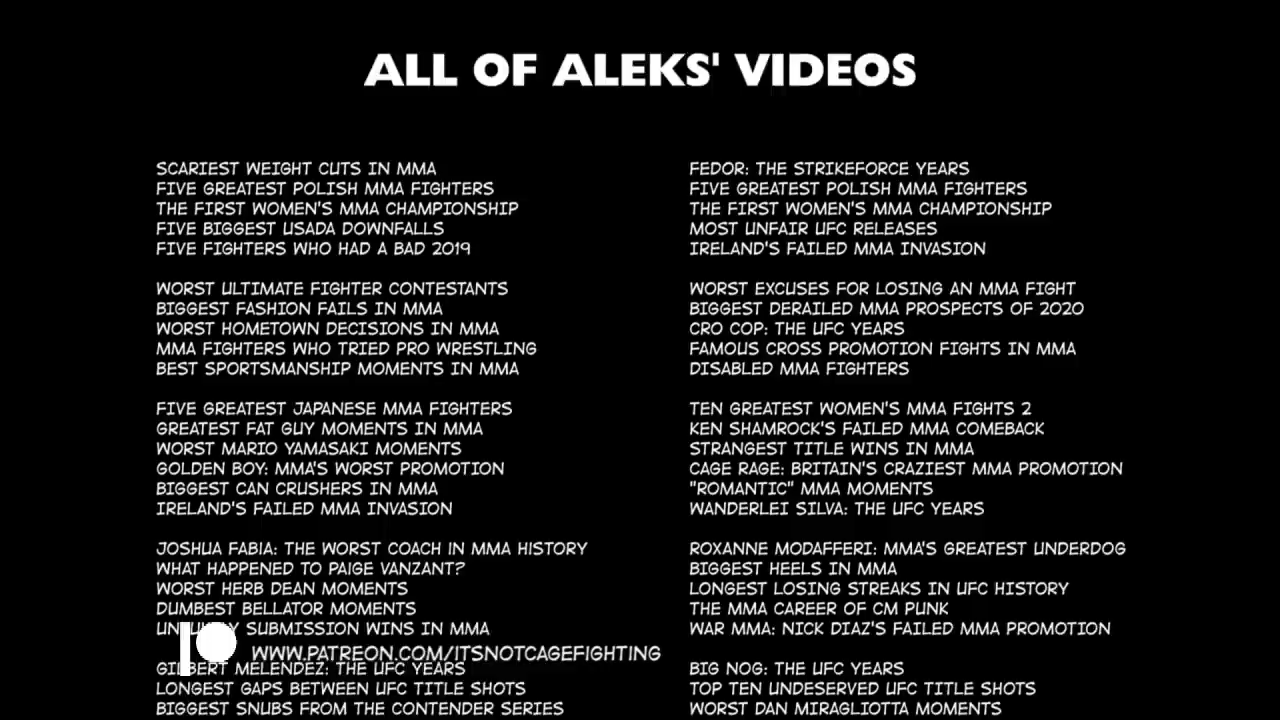 ALL OF ALEKS' VIDEOS
SCARIEST WEIGHT CUTS IN MMA
FIVE GREATEST POLISH MMA FIGHTERS
THE FIRST WOMEN'S MMA CHAMPIONSHIP
FIVE BIGGEST USADA DOWNFALLS
FIVE FIGHTERS WHO HAD A BAD 2019
WORST ULTIMATE FIGHTER CONTESTANTS
BIGGEST FASHION FAILS IN MMA
WORST HOMETOWN DECISIONS IN MMA
MMA FIGHTERS WHO TRIED PRO WRESTLING
BEST SPORTSMANSHIP MOMENTS IN MMA
FIVE GREATEST JAPANESE MMA FIGHTERS
GREATEST FAT GUY MOMENTS IN MMA
WORST MARIO YAMASAKI MOMENTS
GOLDEN BOY: MMA'S WORST PROMOTION
BIGGEST CAN CRUSHERS IN MMA
IRELAND'S FAILED MMA INVASION
JOSHUA FABIA: THE WORST COACH IN MMA HISTORY
WHAT HAPPENED TO PAIGE VANZANT?
WORST HERB DEAN MOMENTS
DUMBEST BELLATOR MOMENTS
SUBMISSION WINS IN MMA
WWW.PATREON.COM/ITSNOTCAGEFIGHTING
GILBERT MELENDEZ: THE UFC YEARS
LONGEST GAPS BETWEEN UFC TITLE SHOTS
BIGGEST SNUBS FROM THE CONTENDER SERIES
FEDOR: THE STRIKEFORCE YEARS
FIVE GREATEST POLISH MMA FIGHTERS
THE FIRST WOMEN'S MMA CHAMPIONSHIP
MOST UNFAIR UFC RELEASES
IRELAND'S FAILED MMA INVASION
WORST EXCUSES FOR LOSING AN MMA FIGHT
BIGGEST DERAILED MMA PROSPECTS OF 2020
CRO COP: THE UFC YEARS
FAMOUS CROSS PROMOTION FIGHTS IN MMA
DISABLED MMA FIGHTERS
TEN GREATEST WOMEN'S MMA FIGHTS 2
KEN SHAMROCK'S FAILED MMA COMEBACK
STRANGEST TITLE WINS IN MMA
CAGE RAGE: BRITAIN'S CRAZIEST MMA PROMOTION
"ROMANTIC" MMA MOMENTS
WANDERLEI SILVA: THE UFC YEARS
ROXANNE MODAFFERI: MMA'S GREATEST UNDERDOG
BIGGEST HEELS IN MMA
LONGEST LOSING STREAKS IN UFC HISTORY
THE MMA CAREER OF CM PUNK
WAR MMA: NICK DIAZ'S FAILED MMA PROMOTION
BIG NOG: THE UFC YEARS
TOP TEN UNDESERVED UFC TITLE SHOTS
WORST DAN MIRAGLIOTTA MOMENTS